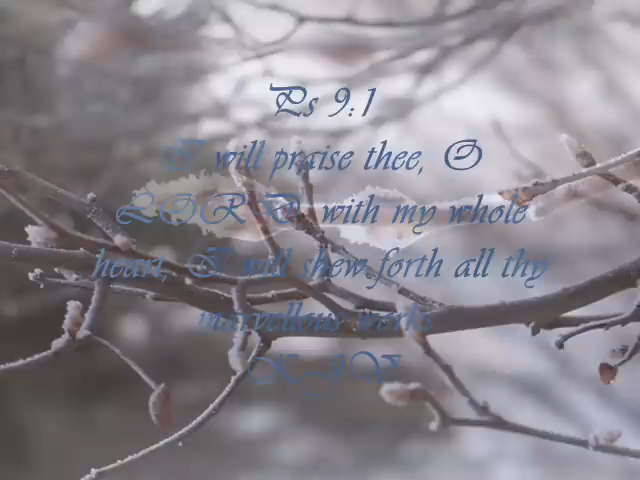 Ps 9:1
I will praise thee, O
LORD, with my whole
heart, I will shew forth all thy
marvellous works
KJV